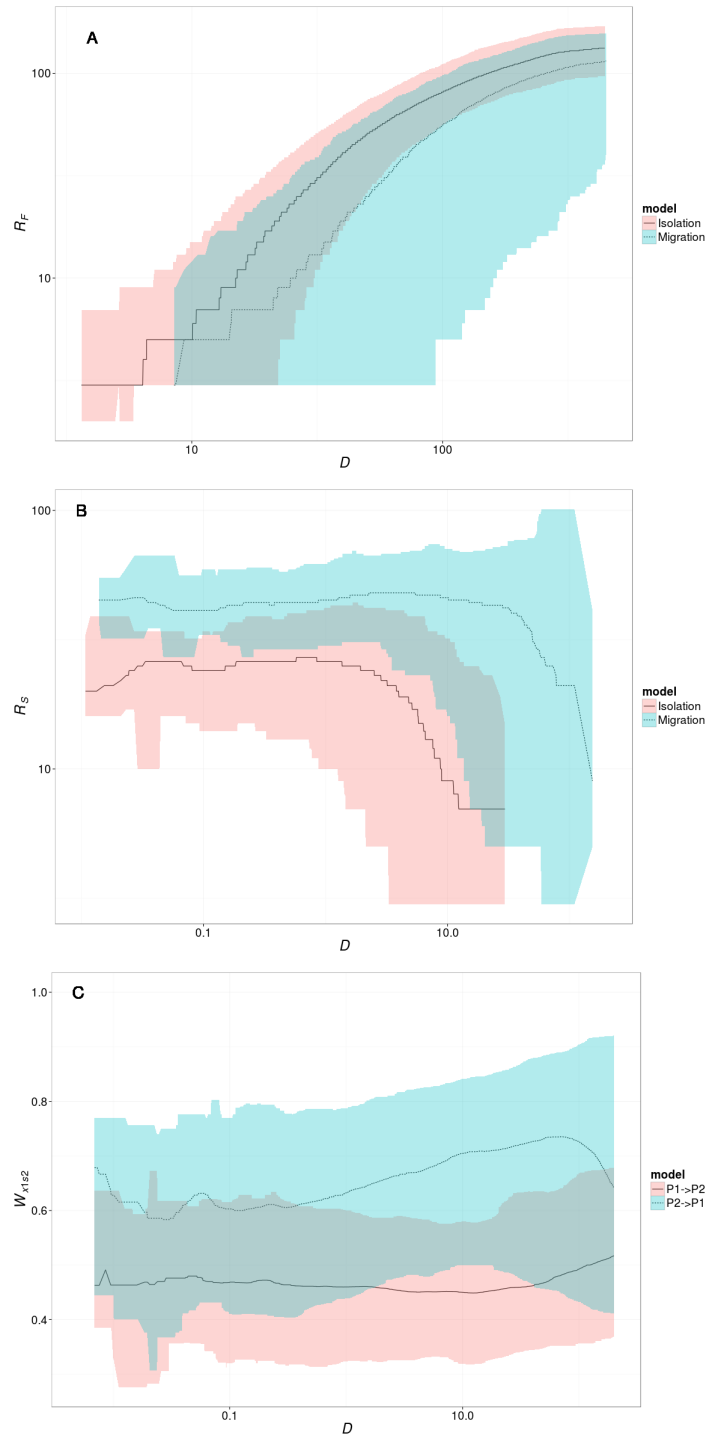 A
100
10
R_F
10
100
D
model
Isolation
Migration
B
100
10
R_S
0.1
10.0
D
model
Isolation
Migration
C
1.0
0.8
0.6
0.4
W_x1s2
0.1
10.0
D
model
P1->P2
P2->P1